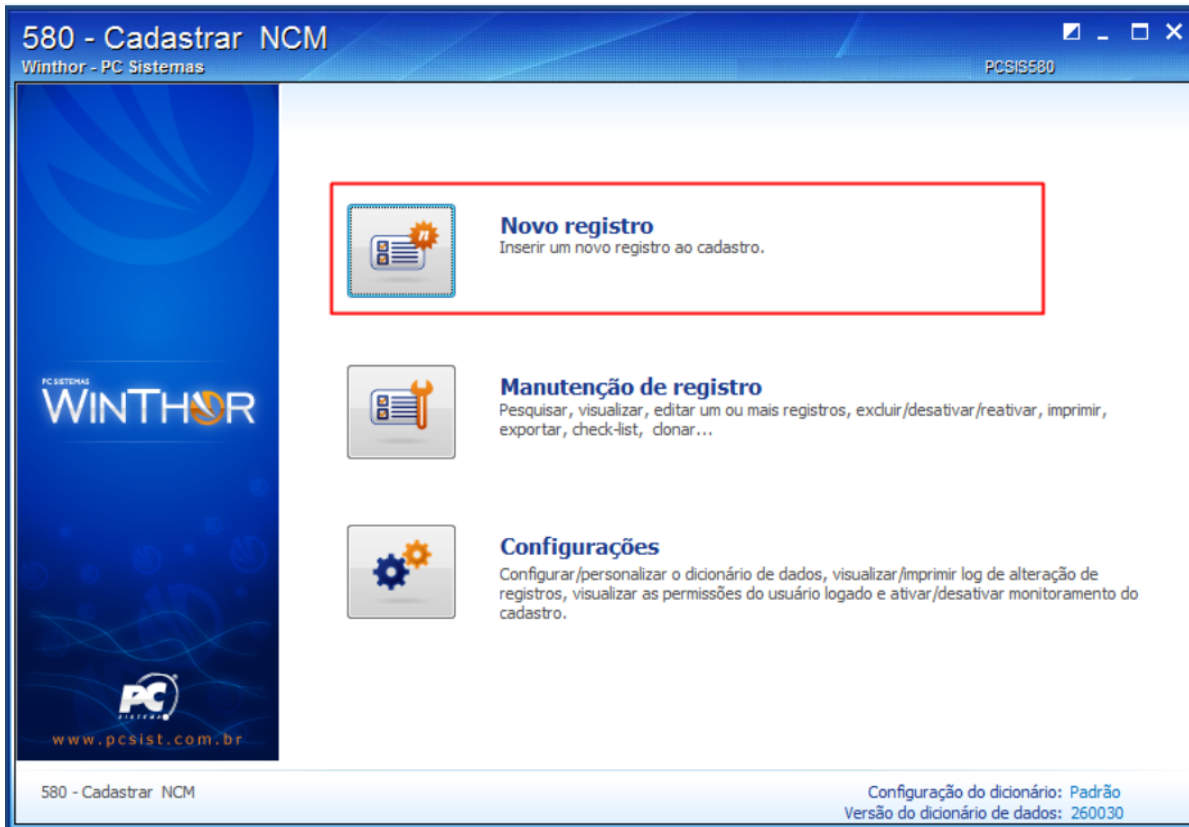 580 - Cadastrar NCM
Winthor - PC Sistemas
PCSIS580
Novo registro
Inserir um novo registro ao cadastro.
Manutenção de registro
Pesquisar, visualizar, editar um ou mais registros, excluir/desativar/reativar, imprimir,
exportar, check-list, clonar...
PC SISTEMAS
WINTHOR
Configurações
Configurar/personalizar o dicionário de dados, visualizar/imprimir log de alteração de
registros, visualizar as permissões do usuário logado e ativar/desativar monitoramento do
cadastro.
PC
SISTEMAS
www.pcsist.com.br
580 - Cadastrar NCM
Configuração do dicionário: Padrão
Versão do dicionário de dados: 260030